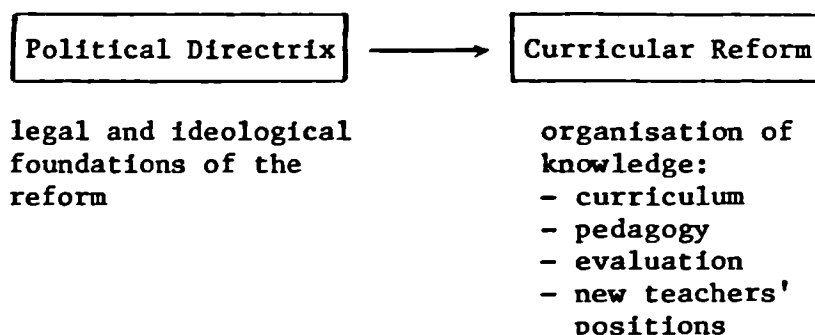 Political Directrix
Curricular Reform
legal and ideological
foundations of the
reform
organisation of
knowledge:
- curriculum
- pedagogy
- evaluation
- new teachers'
positions